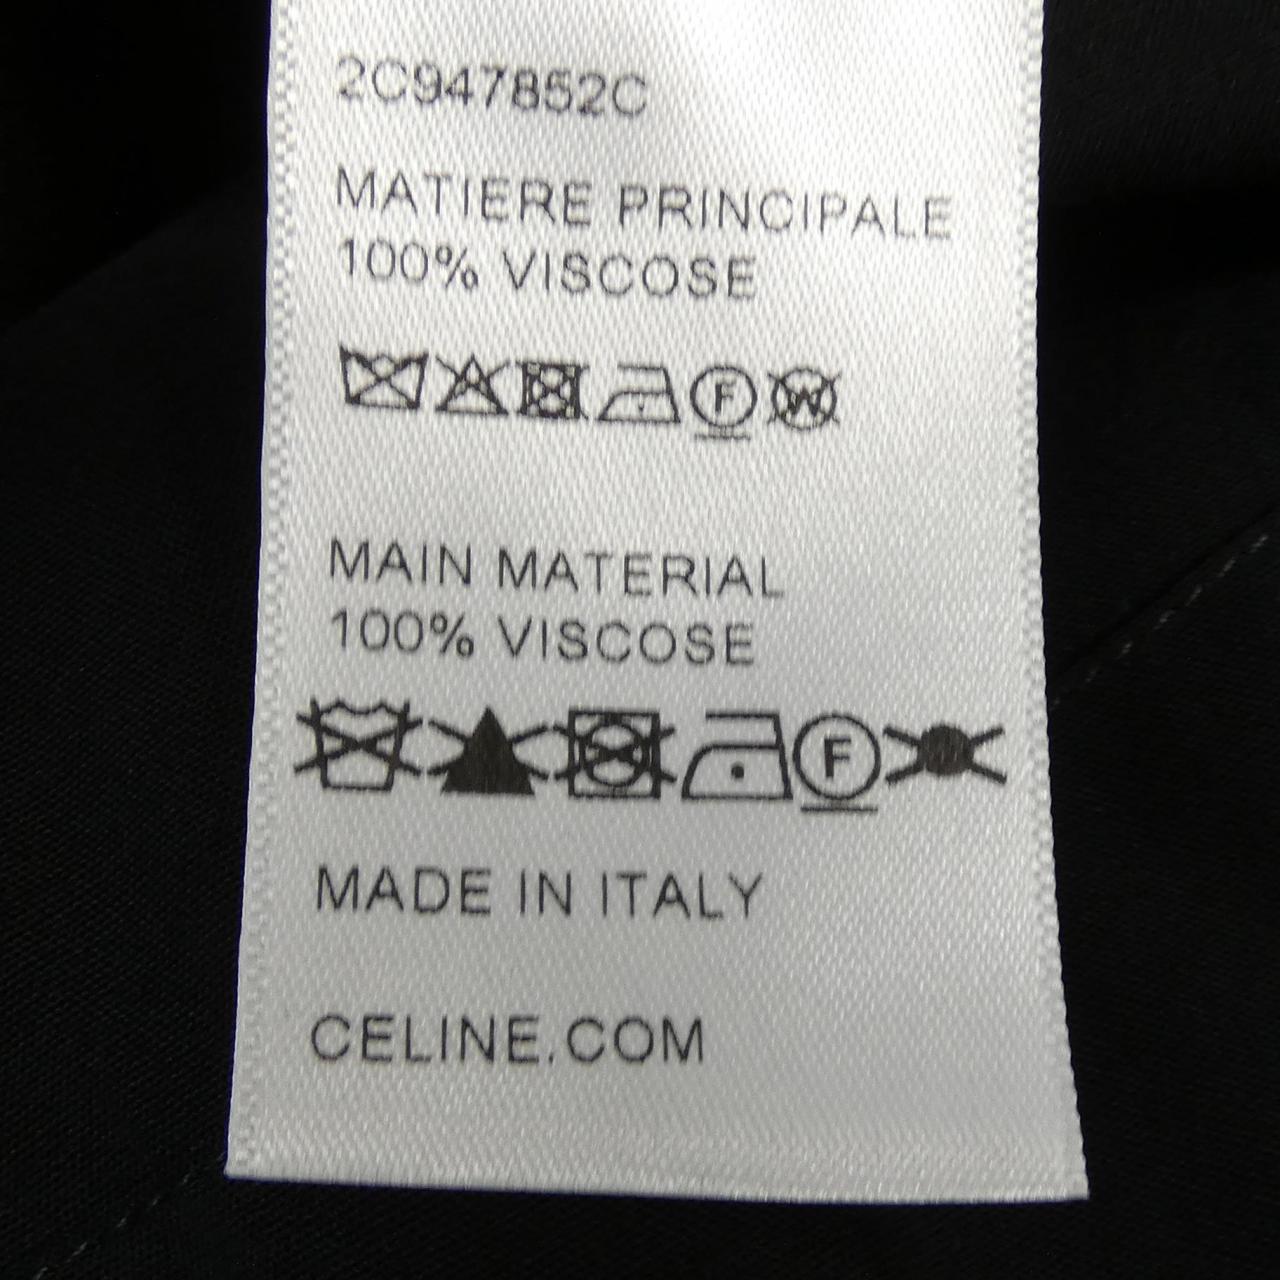 2C947852C
MATIERE PRINCIPALE
100% VISCOSE
F W
MAIN MATERIAL
100% VISCOSE
F
MADE IN ITALY
CELINE.COM